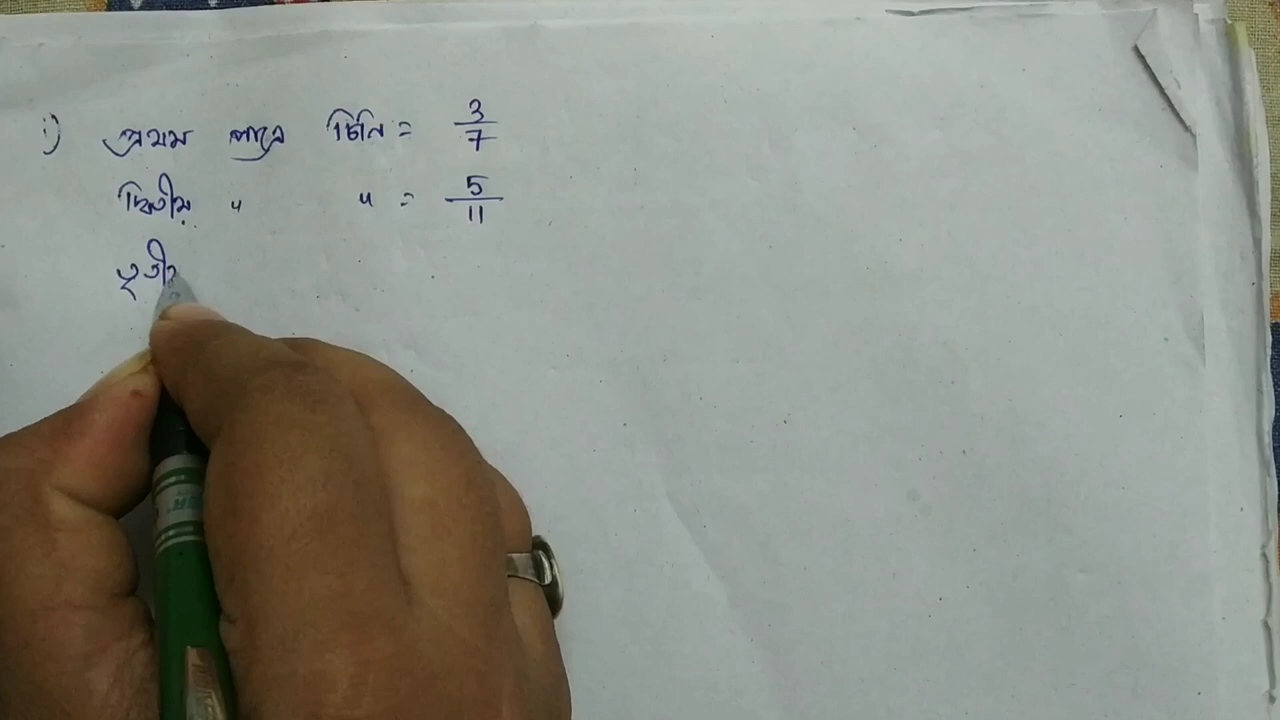 i) প্রথম পাত্রে চিনি = 3/7
দ্বিতীয় " " = 5/11
তৃতীয়